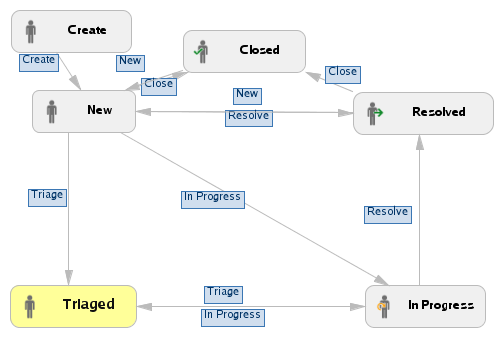 Create
Closed
Create
New
Close
Close
New
New
Resolve
Resolved
Triage
In Progress
Resolve
Triaged
Triage
In Progress
In Progress